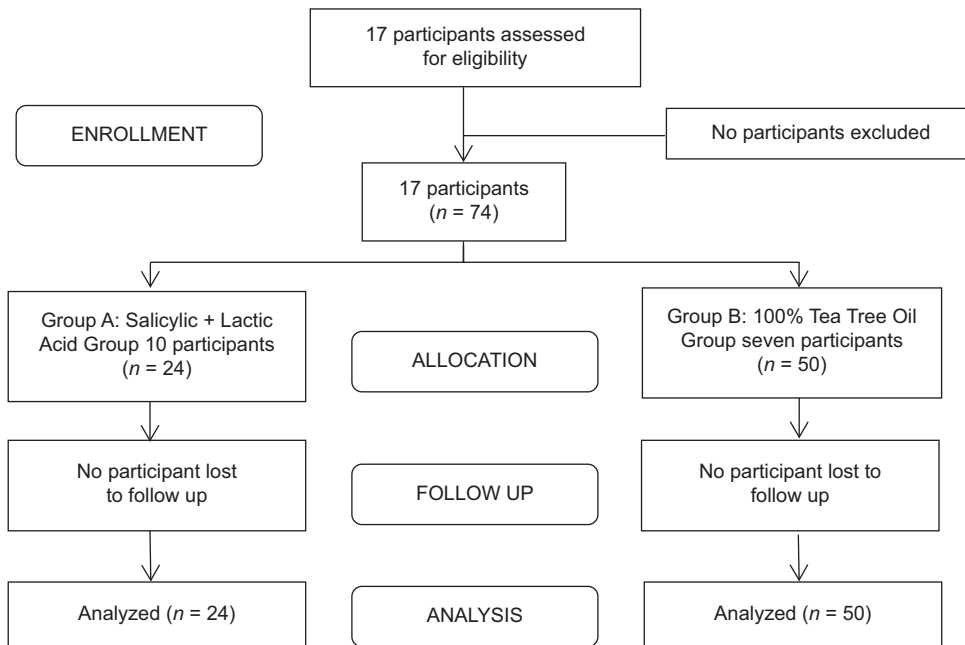 17 participants assessed
for eligibility
ENROLLMENT
No participants excluded
17 participants
(n = 74)
Group A: Salicylic + Lactic
Acid Group 10 participants
(n = 24)
ALLOCATION
Group B: 100% Tea Tree Oil
Group seven participants
(n = 50)
No participant lost
to follow up
FOLLOW UP
No participant lost to
follow up
Analyzed (n = 24)
ANALYSIS
Analyzed (n = 50)